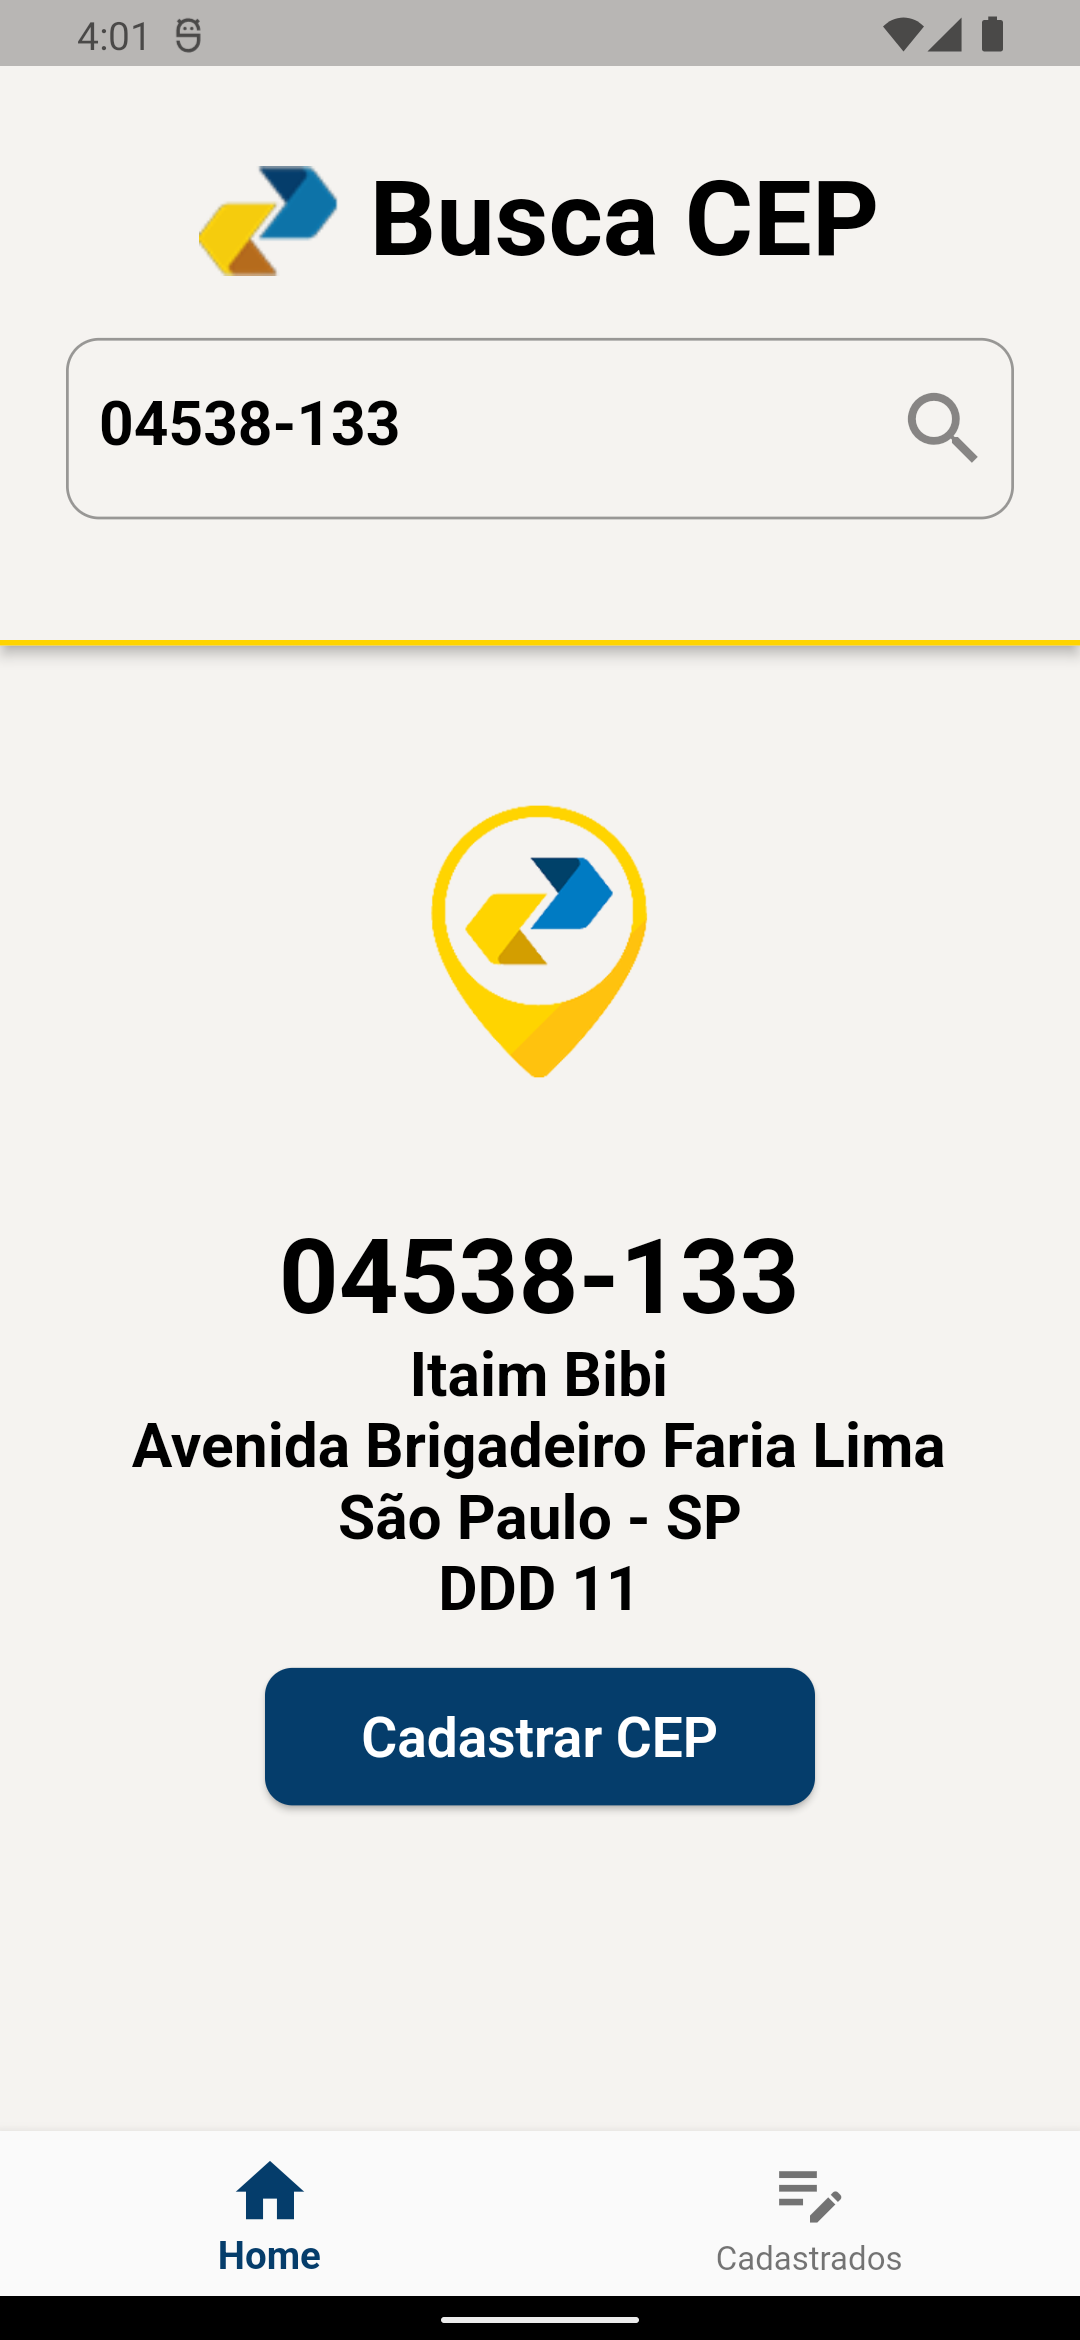 4:01
Busca CEP
04538-133
04538-133
Itaim Bibi
Avenida Brigadeiro Faria Lima
São Paulo - SP
DDD 11
Cadastrar CEP
Home
Cadastrados